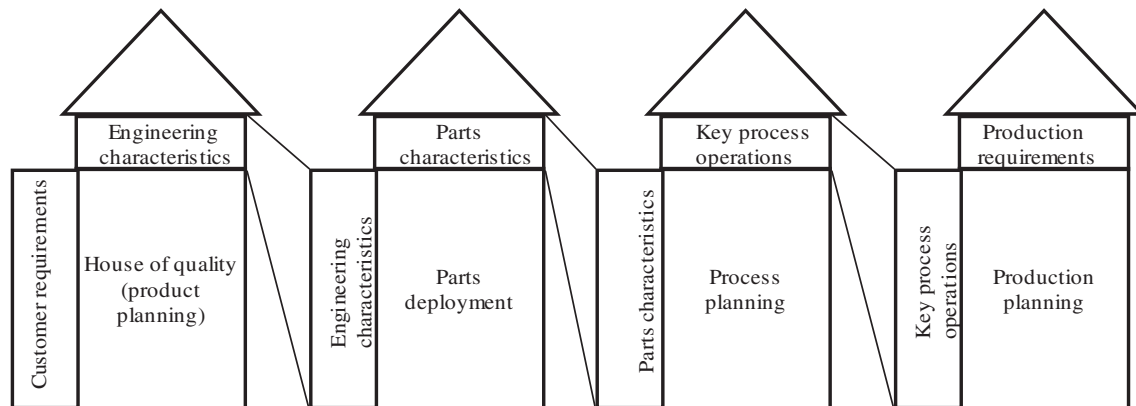 Engineering
characteristics
Customer requirements
House of quality
(product
planning)
Parts
characteristics
Engineering
characteristics
Parts
deployment
Key process
operations
Parts characteristics
Process
planning
Production
requirements
Key process
operations
Production
planning